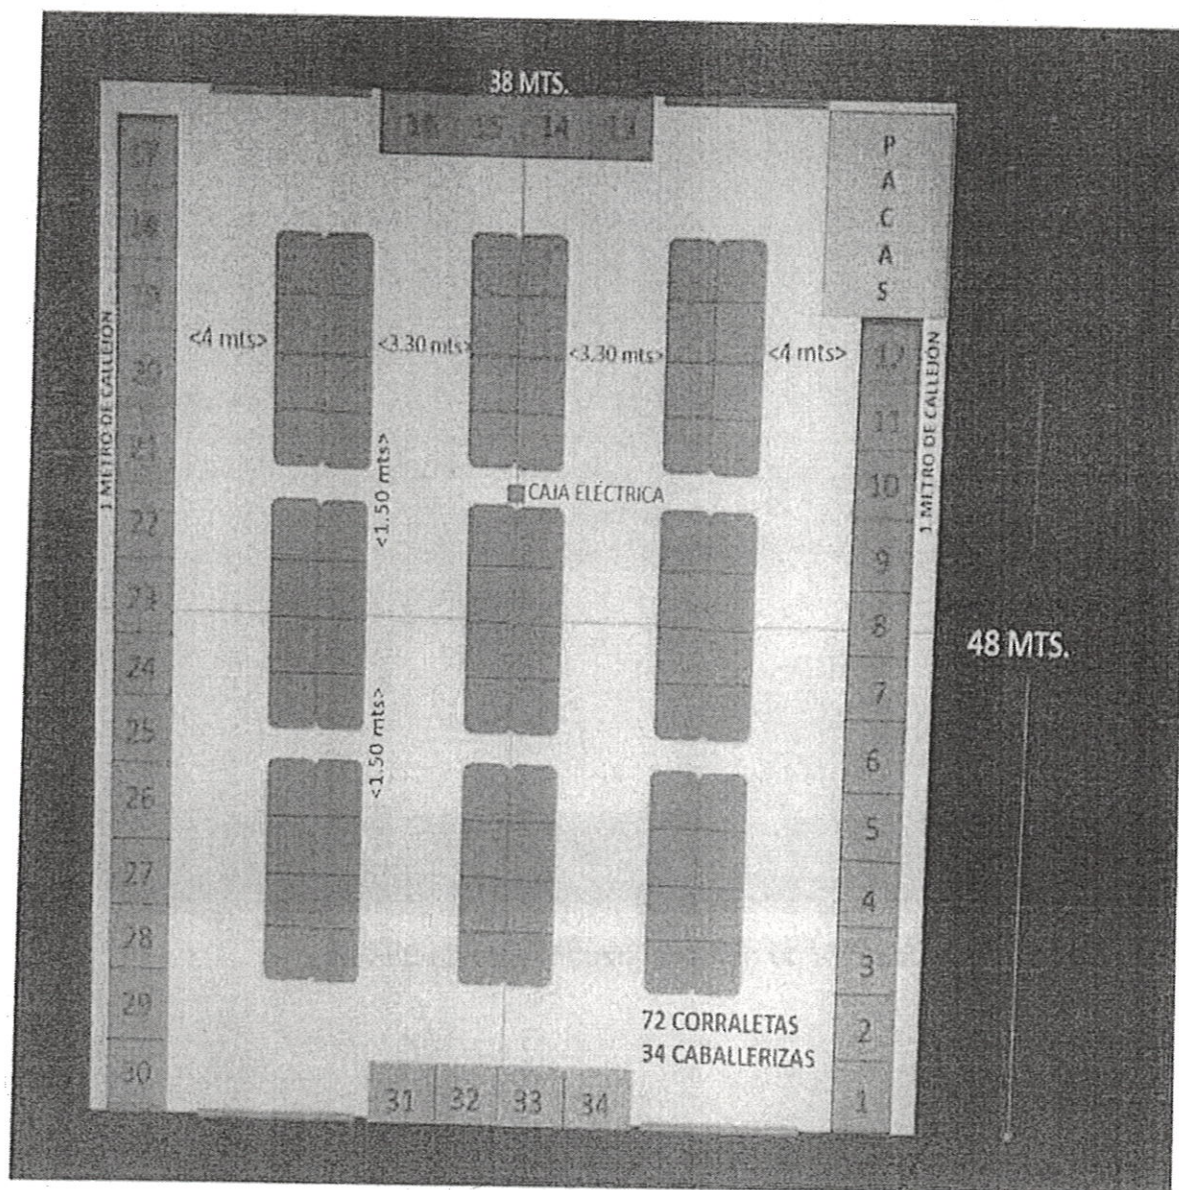 38 MTS.
16 15 14 13
PACAS
17
18
19
20
21
22
23
24
25
26
27
28
29
30
1 METRO DE CALLEJÓN
<4 mts>
<3.30 mts>
<3.30 mts>
<4 mts>
<1.50 mts>
<1.50 mts>
CAJA ELÉCTRICA
12
11
10
9
8
7
6
5
4
3
2
1
1 METRO DE CALLEJÓN
48 MTS.
72 CORRALETAS
34 CABALLERIZAS
31 32 33 34